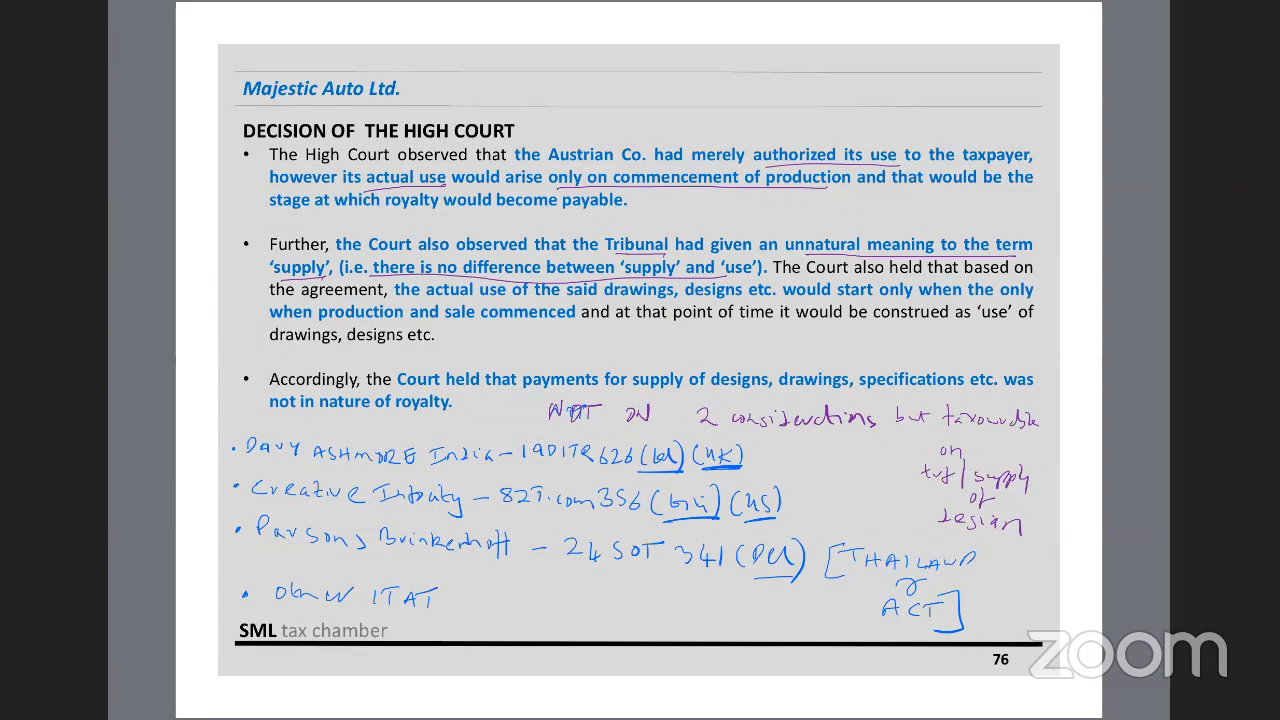 Majestic Auto Ltd.
DECISION OF THE HIGH COURT
• The High Court observed that the Austrian Co. had merely authorized its use to the taxpayer,
however its actual use would arise only on commencement of production and that would be the
stage at which royalty would become payable.
• Further, the Court also observed that the Tribunal had given an unnatural meaning to the term
‘supply’, (i.e. there is no difference between ‘supply’ and ‘use’). The Court also held that based on
the agreement, the actual use of the said drawings, designs etc. would start only when the only
when production and sale commenced and at that point of time it would be construed as ‘use’ of
drawings, designs etc.
• Accordingly, the Court held that payments for supply of designs, drawings, specifications etc. was
not in nature of royalty.
NOT ON 2 considerations but favourable
on
supply
of
design
• Davy ASHMORE India - 190 ITR 626 (Cal) (UK)
• Creative Infocity - 82 T.com 356 (US)
• Parsons Brinkerhoff - 24 SOT 341 (Del) [THAILAND
& ACT]
• Other ITAT
SML tax chamber
76
zoom